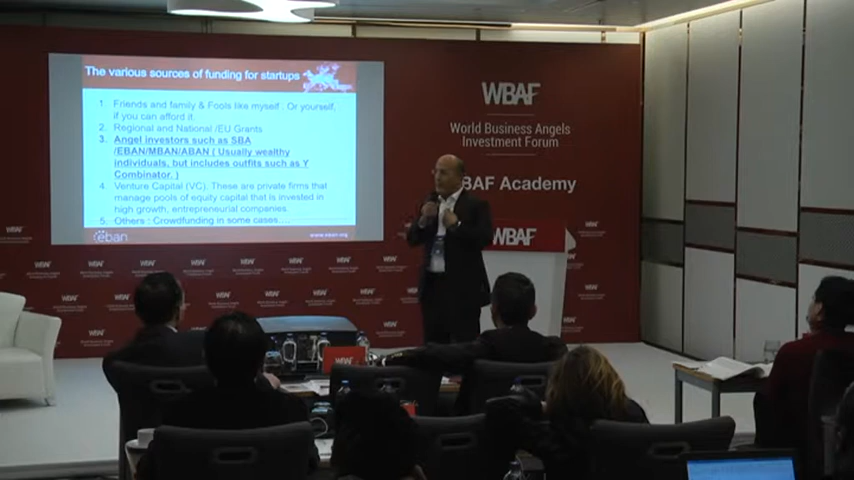 The various sources of funding for startups
1. Friends and family & Fools like myself . Or yourself,
if you can afford it.
2. Regional and National /EU Grants
3. Angel investors such as SBA
/EBAN/MBAN/ABAN ( Usually wealthy
individuals, but includes outfits such as Y
Combinator. )
4. Venture Capital (VC). These are private firms that
manage pools of equity capital that is invested in
high growth, entrepreneurial companies.
5. Others : Crowdfunding in some cases....
eban
www.eban.org
WBAF
World Business Angels
Investment Forum
BAF Academy
WBAF
WBAF